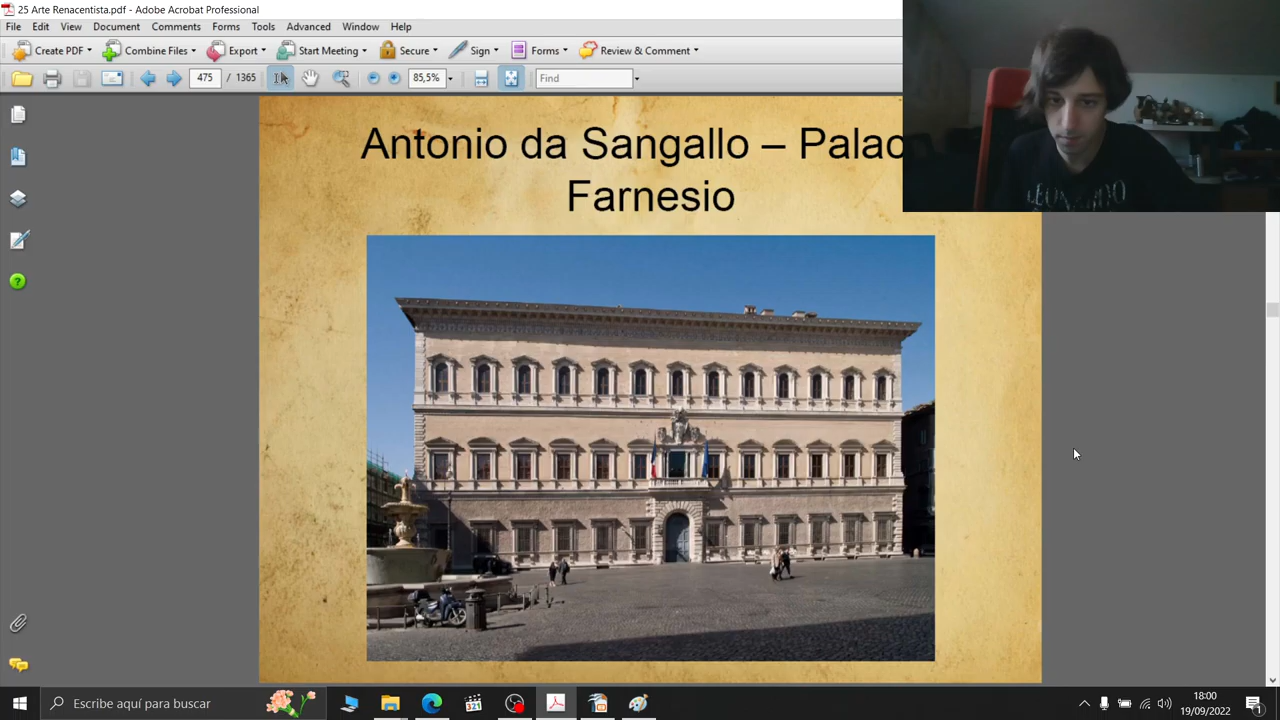 25 Arte Renacentista.pdf - Adobe Acrobat Professional
File Edit View Document Comments Forms Tools Advanced Window Help
Create PDF Combine Files Export Start Meeting Secure Sign Forms Review & Comment
475 / 1365 85,5% Find
Antonio da Sangallo – Palac
Farnesio
Escribe aquí para buscar
321
18:00
19/09/2022
1